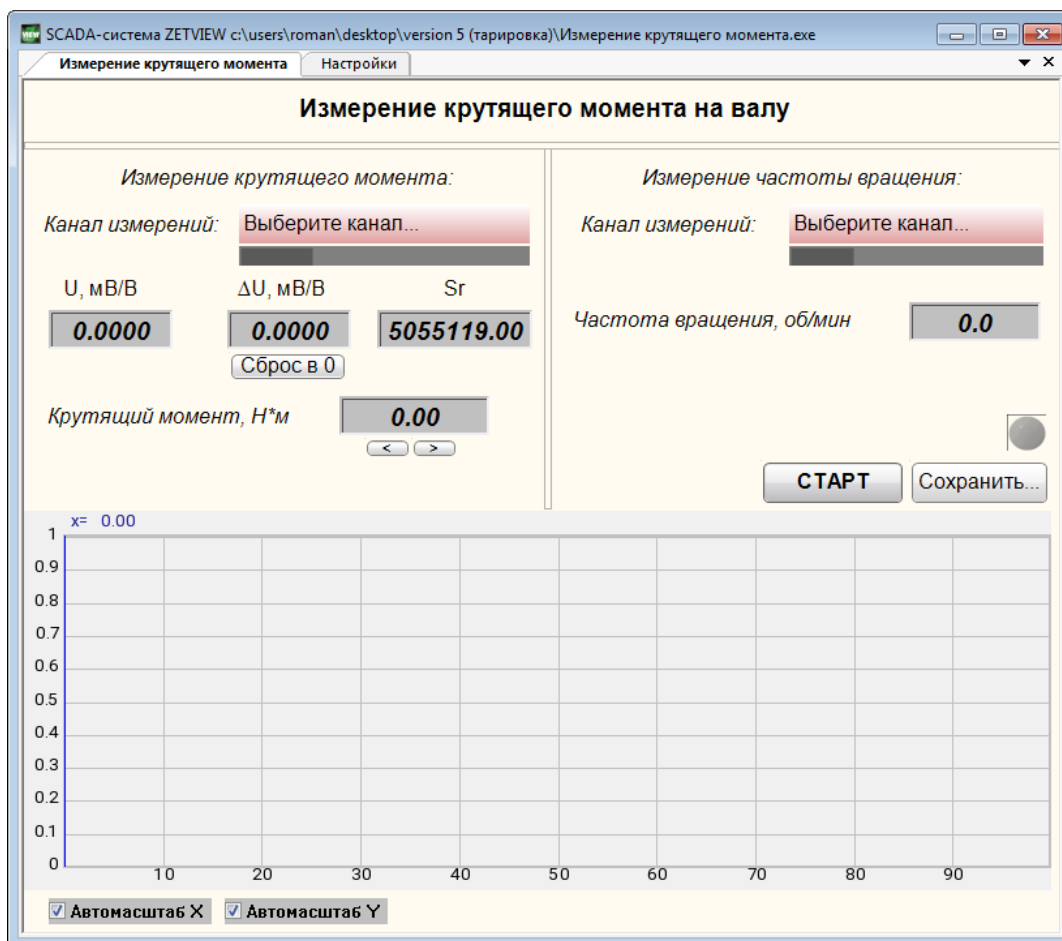 VIEW SCADA-система ZETVIEW c:\users\roman\desktop\version 5 (тарировка)\Измерение крутящего момента.exe
Измерение крутящего момента Настройки
Измерение крутящего момента на валу
Измерение крутящего момента:
Канал измерений: Выберите канал...
U, мВ/В ΔU, мВ/В Sr
0.0000 0.0000 5055119.00
Сброс в 0
Крутящий момент, Н*м 0.00
< >
Измерение частоты вращения:
Канал измерений: Выберите канал...
Частота вращения, об/мин 0.0
СТАРТ Сохранить...
x= 0.00
1
0.9
0.8
0.7
0.6
0.5
0.4
0.3
0.2
0.1
0
10 20 30 40 50 60 70 80 90
Автомасштаб X Автомасштаб Y